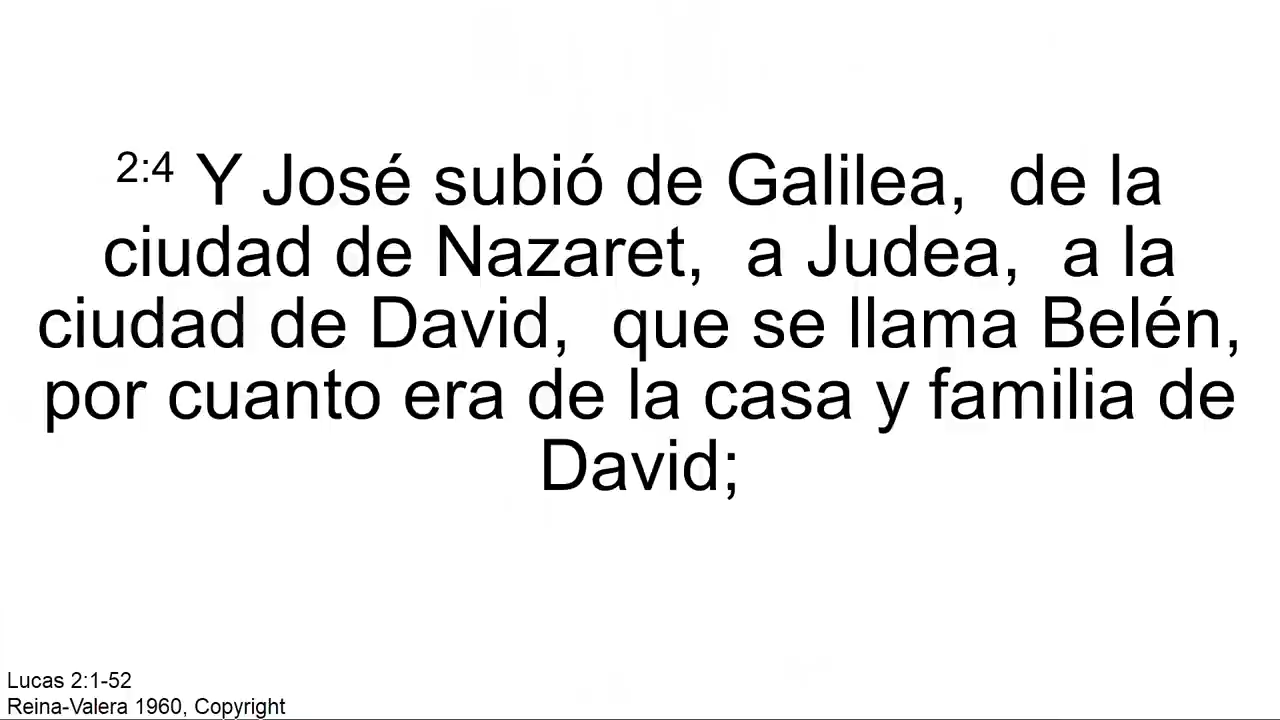 2:4 Y José subió de Galilea, de la
ciudad de Nazaret, a Judea, a la
ciudad de David, que se llama Belén,
por cuanto era de la casa y familia de
David;
Lucas 2:1-52
Reina-Valera 1960, Copyright